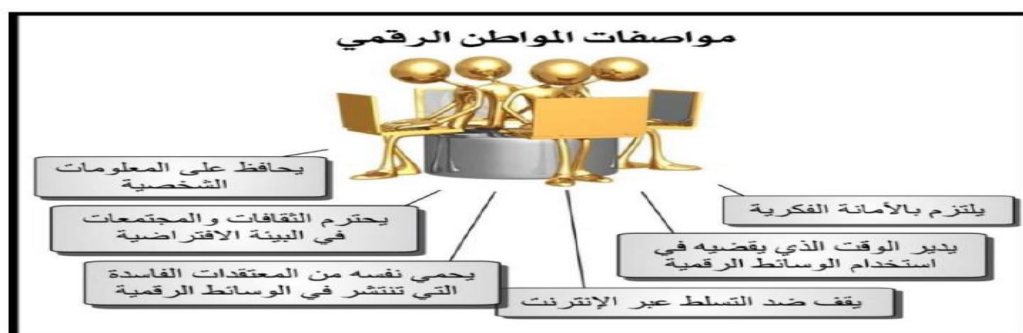 مواصفات المواطن الرقمي
يلتزم بالأمانة الفكرية
يدير الوقت الذي يقضيه في
استخدام الوسائط الرقمية
يقف ضد التسلط عبر الإنترنت
يحمي نفسه من المعتقدات الفاسدة
التي تنتشر في الوسائط الرقمية
يحترم الثقافات والمجتمعات
في البيئة الافتراضية
يحافظ على المعلومات
الشخصية